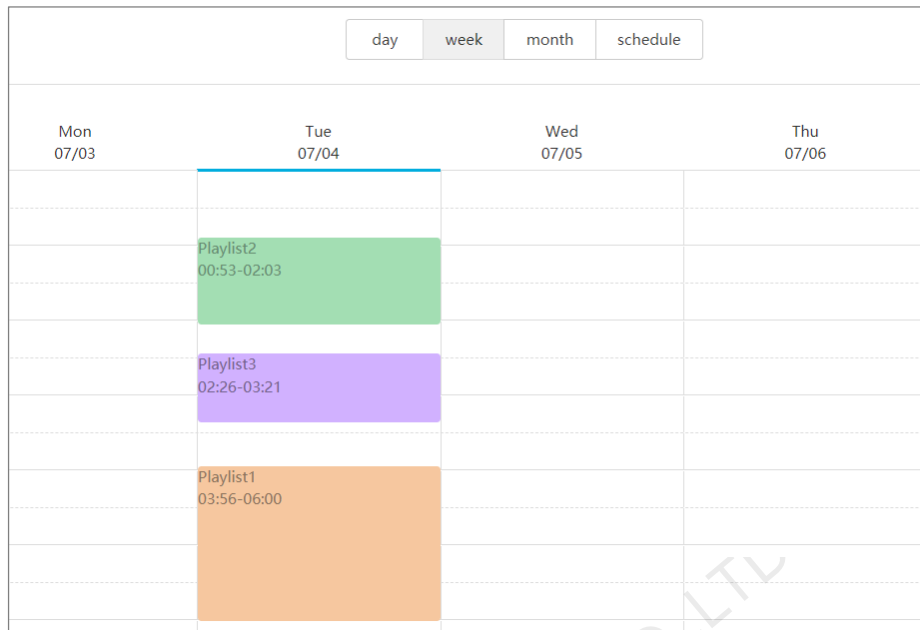 day week month schedule
Mon Tue Wed Thu
07/03 07/04 07/05 07/06
Playlist2
00:53-02:03
Playlist3
02:26-03:21
Playlist1
03:56-06:00
LTD